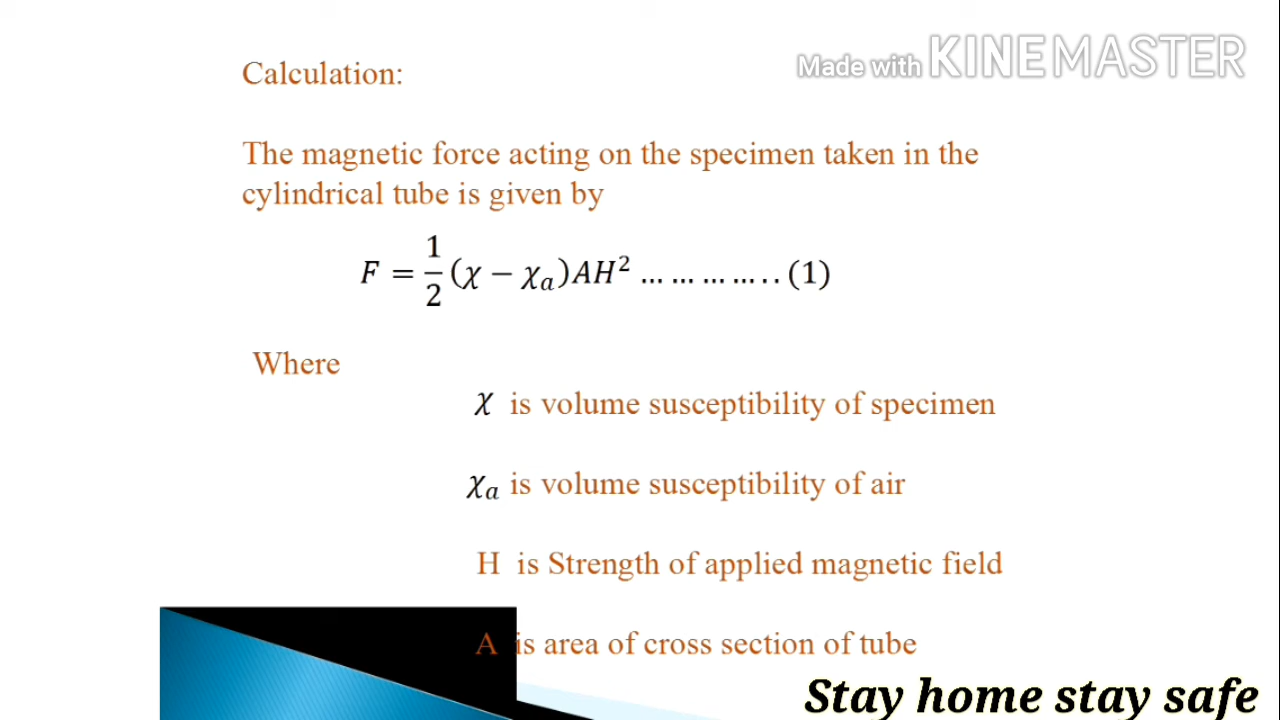 Made with KINEMASTER
Calculation:
The magnetic force acting on the specimen taken in the
cylindrical tube is given by
F = \frac{1}{2}(χ − χₐ)AH² … … … … . . (1)
Where
χ is volume susceptibility of specimen
χₐ is volume susceptibility of air
H is Strength of applied magnetic field
A is area of cross section of tube
Stay home stay safe